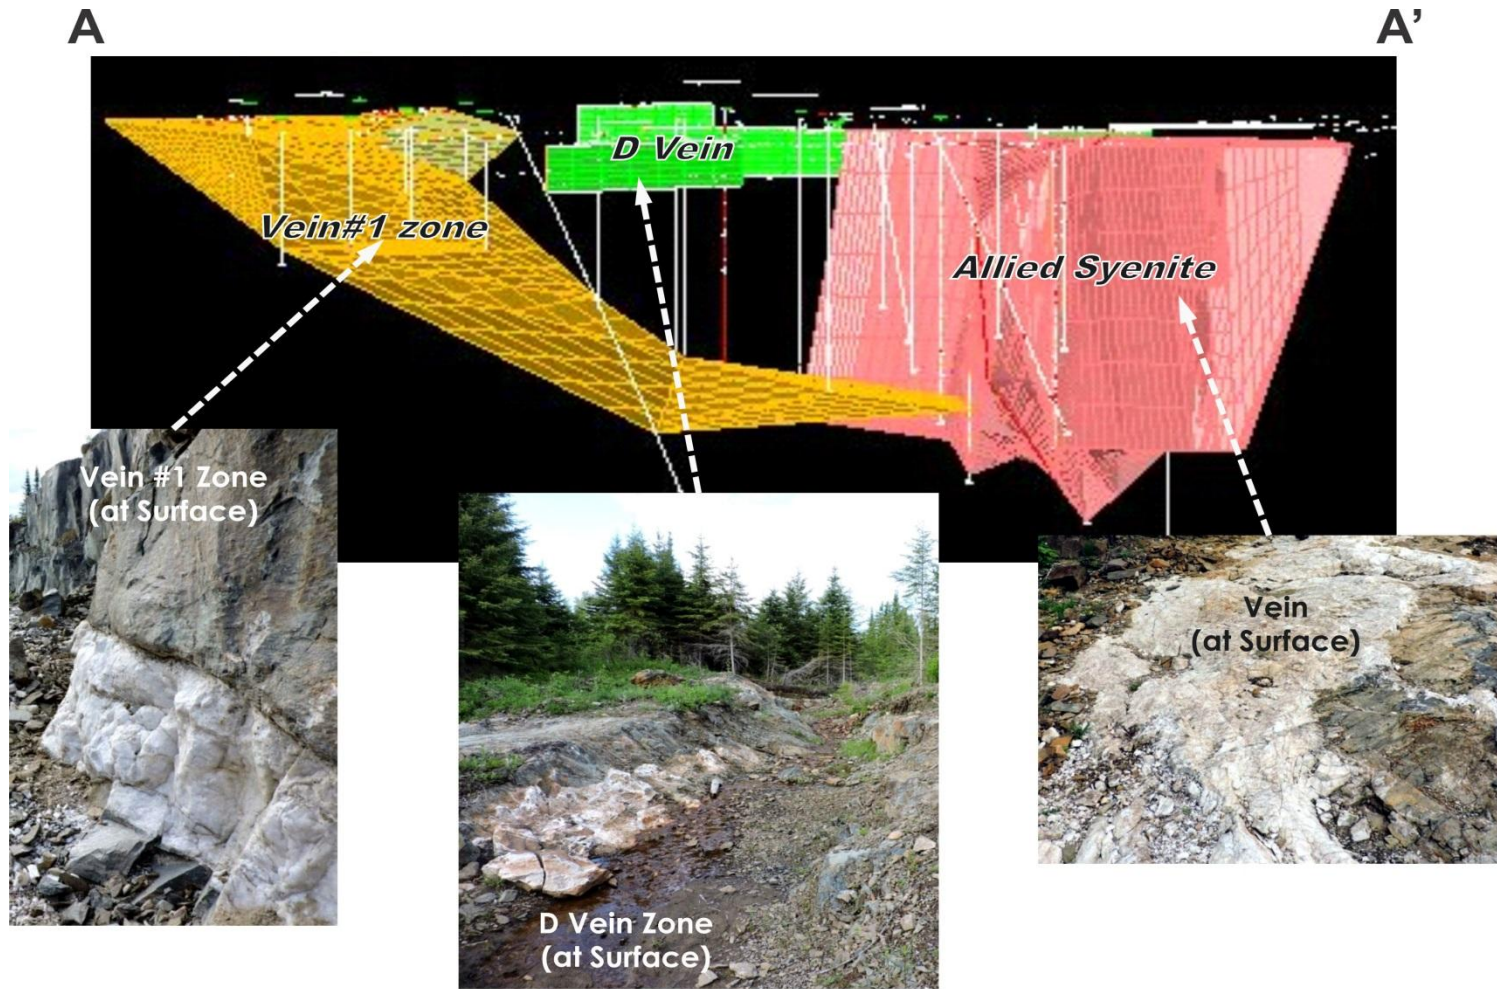 A
A’
D Vein
Vein#1 zone
Allied Syenite
Vein #1 Zone
(at Surface)
Vein
(at Surface)
D Vein Zone
(at Surface)